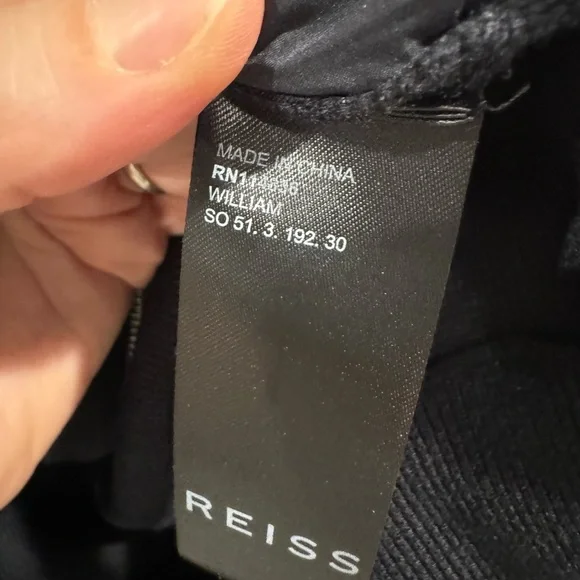 MADE IN CHINA
WILLIAM
SO 51. 3. 192. 30
REISS